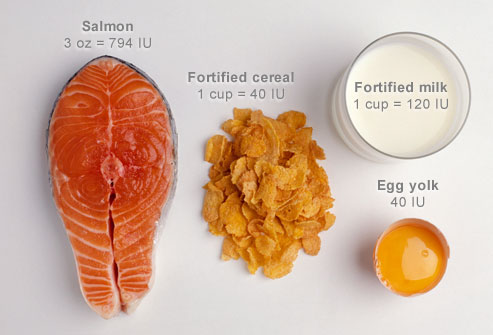 Salmon
3 oz = 794 IU
Fortified cereal
1 cup = 40 IU
Fortified milk
1 cup = 120 IU
Egg yolk
40 IU